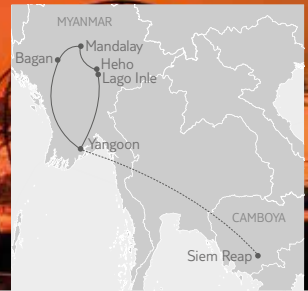 MYANMAR
Mandalay
Bagan
Heho
Lago Inle
Yangoon
CAMBOYA
Siem Reap